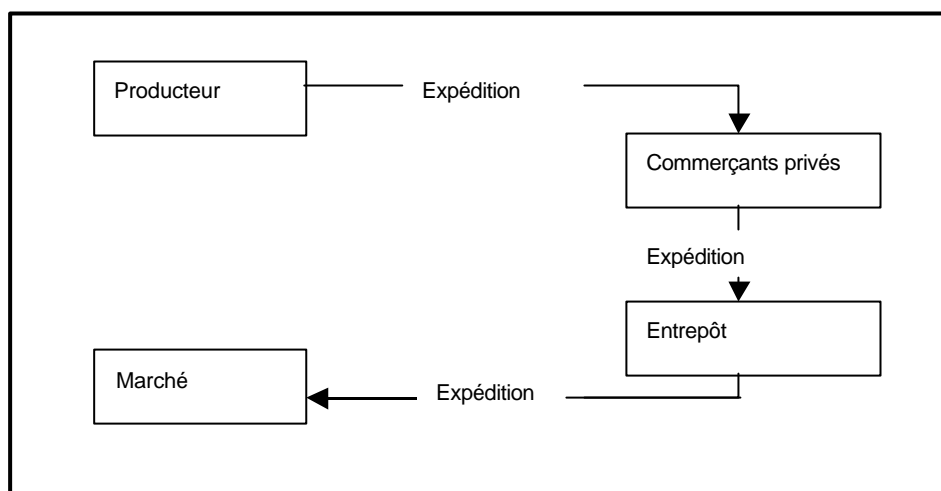 Producteur
Expédition
Commerçants privés
Expédition
Entrepôt
Marché
Expédition